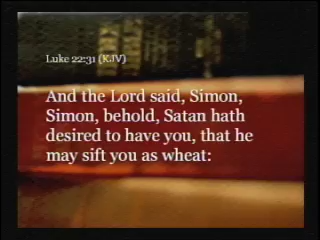 Luke 22:31 (KJV)
And the Lord said, Simon,
Simon, behold, Satan hath
desired to have you, that he
may sift you as wheat: